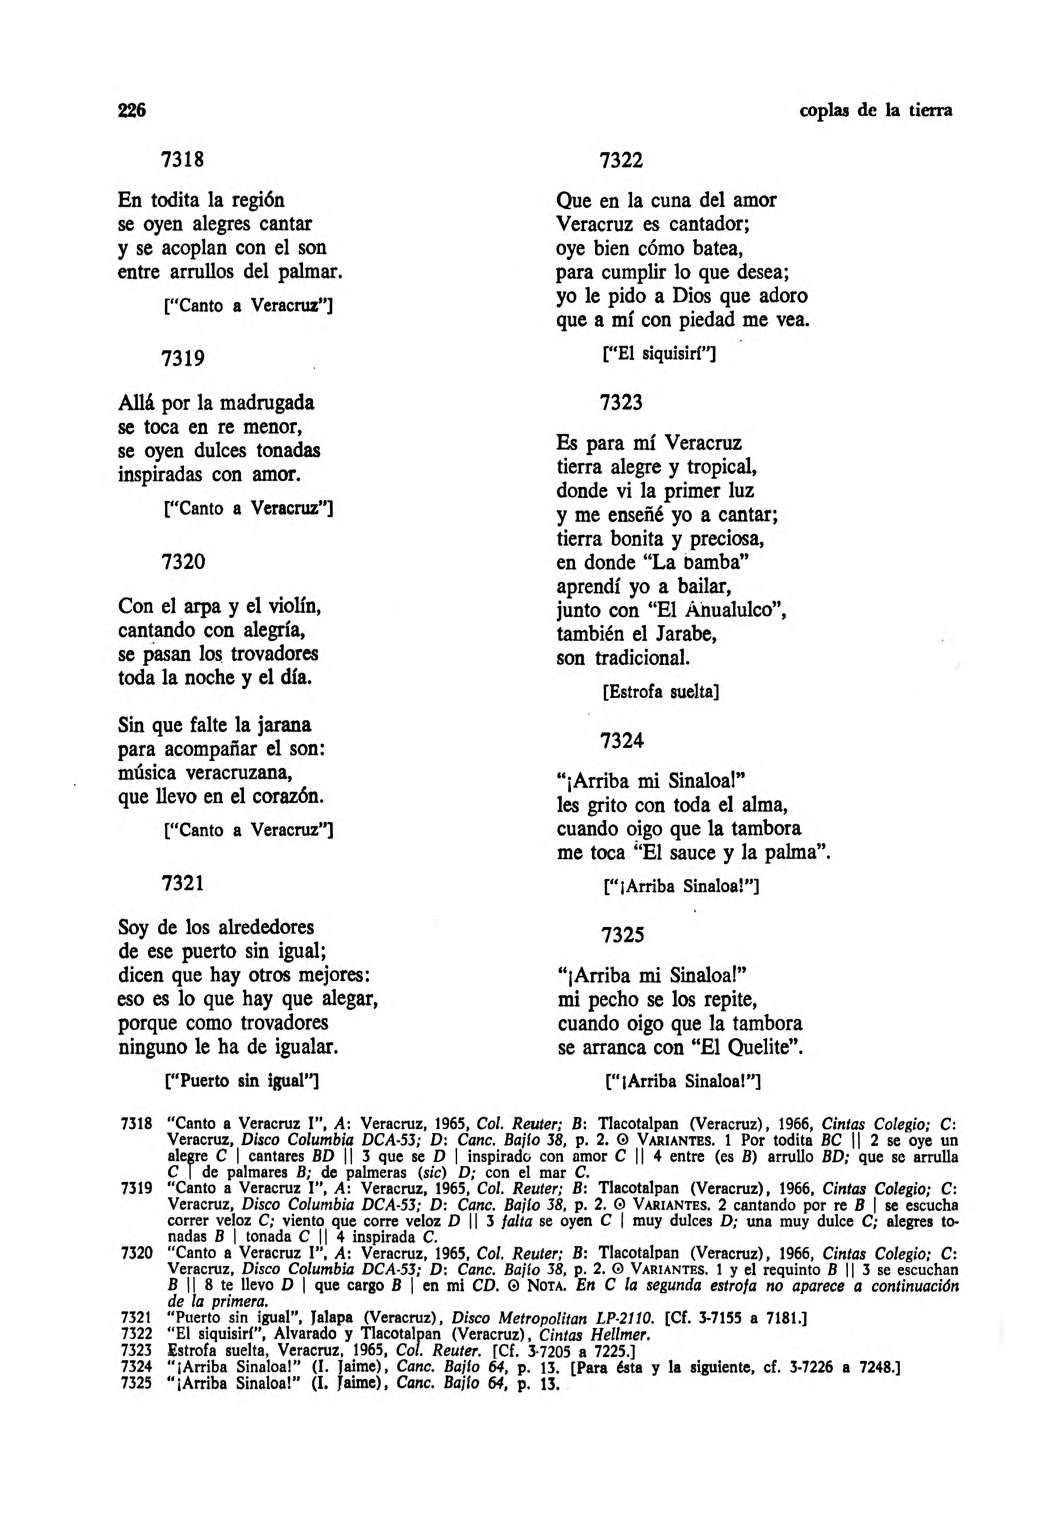 226
coplas de la tierra
7318
En todita la región
se oyen alegres cantar
y se acoplan con el son
entre arrullos del palmar.
["Canto a Veracruz"]
7319
Allá por la madrugada
se toca en re menor,
se oyen dulces tonadas
inspiradas con amor.
["Canto a Veracruz"]
7320
Con el arpa y el violín,
cantando con alegría,
se pasan los trovadores
toda la noche y el día.
Sin que falte la jarana
para acompañar el son:
música veracruzana,
que llevo en el corazón.
["Canto a Veracruz"]
7321
Soy de los alrededores
de ese puerto sin igual;
dicen que hay otros mejores:
eso es lo que hay que alegar,
porque como trovadores
ninguno le ha de igualar.
["Puerto sin igual"]
7322
Que en la cuna del amor
Veracruz es cantador;
oye bien cómo batea,
para cumplir lo que desea;
yo le pido a Dios que adoro
que a mí con piedad me vea.
["El siquisirí"]
7323
Es para mí Veracruz
tierra alegre y tropical,
donde vi la primer luz
y me enseñé yo a cantar;
tierra bonita y preciosa,
en donde "La bamba"
aprendí yo a bailar,
junto con "El Ahualulco",
también el Jarabe,
son tradicional.
[Estrofa suelta]
7324
"¡Arriba mi Sinaloa!"
les grito con toda el alma,
cuando oigo que la tambora
me toca "El sauce y la palma".
["¡Arriba Sinaloa!"]
7325
"¡Arriba mi Sinaloa!"
mi pecho se los repite,
cuando oigo que la tambora
se arranca con "El Quelite".
["¡Arriba Sinaloa!"]
7318 "Canto a Veracruz I", A: Veracruz, 1965, Col. Reuter; B: Tlacotalpan (Veracruz), 1966, Cintas Colegio; C:
Veracruz, Disco Columbia DCA-53; D: Canc. Bajío 38, p. 2. ⊙ VARIANTES. 1 Por todita BC || 2 se oye un
alegre C | cantares BD || 3 que se D | inspirado con amor C || 4 entre (es B) arrullo BD; que se arrulla
C | de palmares B; de palmeras (sic) D; con el mar C.
7319 "Canto a Veracruz I", A: Veracruz, 1965, Col. Reuter; B: Tlacotalpan (Veracruz), 1966, Cintas Colegio; C:
Veracruz, Disco Columbia DCA-53; D: Canc. Bajío 38, p. 2. ⊙ VARIANTES. 2 cantando por re B | se escucha
correr veloz C; viento que corre veloz D || 3 falta se oyen C | muy dulces D; una muy dulce C; alegres to-
nadas B | tonada C || 4 inspirada C.
7320 "Canto a Veracruz I", A: Veracruz, 1965, Col. Reuter; B: Tlacotalpan (Veracruz), 1966, Cintas Colegio; C:
Veracruz, Disco Columbia DCA-53; D: Canc. Bajío 38, p. 2. ⊙ VARIANTES. 1 y el requinto B || 3 se escuchan
B || 8 te llevo D | que cargo B | en mi CD. ⊙ NOTA. En C la segunda estrofa no aparece a continuación
de la primera.
7321 "Puerto sin igual", Jalapa (Veracruz), Disco Metropolitan LP-2110. [Cf. 3-7155 a 7181.]
7322 "El siquisirí", Alvarado y Tlacotalpan (Veracruz), Cintas Hellmer.
7323 Estrofa suelta, Veracruz, 1965, Col. Reuter. [Cf. 3-7205 a 7225.]
7324 "¡Arriba Sinaloa!" (I. Jaime), Canc. Bajío 64, p. 13. [Para ésta y la siguiente, cf. 3-7226 a 7248.]
7325 "¡Arriba Sinaloa!" (I. Jaime), Canc. Bajío 64, p. 13.